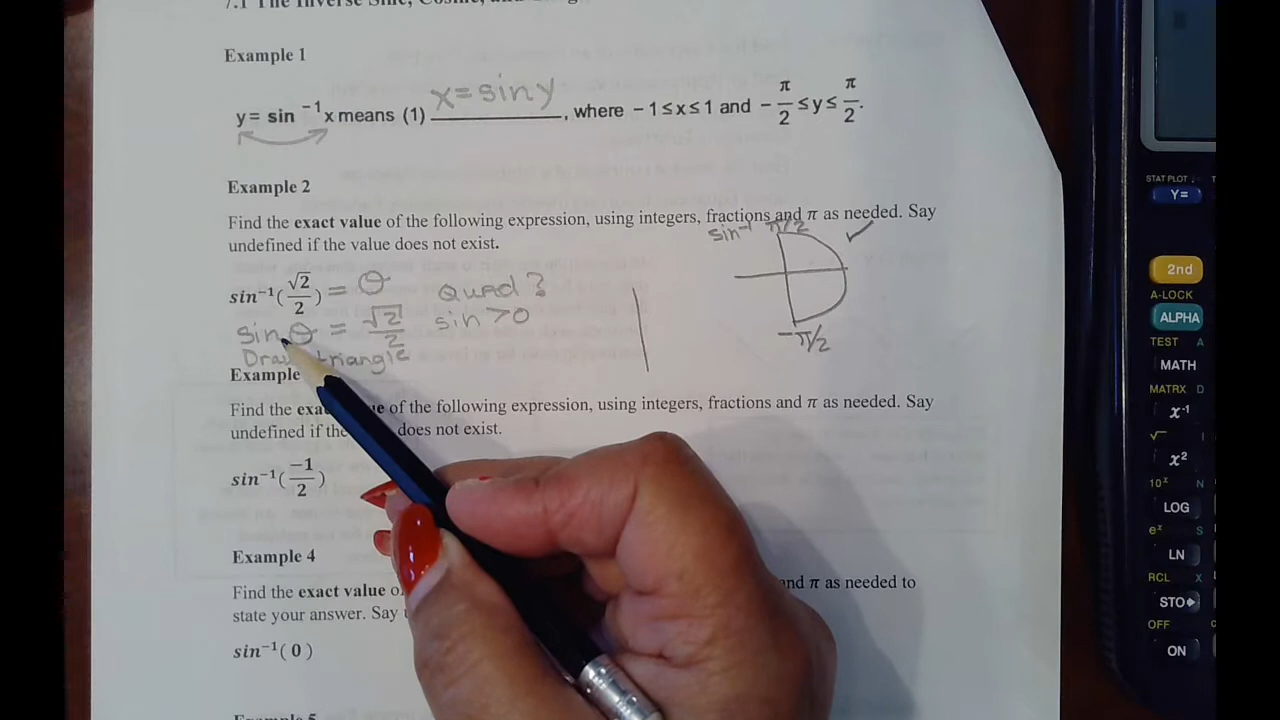 7.1 The Inverse Sine, Cosine, and
Example 1
y = sin ⁻¹x means (1) x = sin y, where −1 ≤ x ≤ 1 and −π/2 ≤ y ≤ π/2.
Example 2
Find the exact value of the following expression, using integers, fractions and π as needed. Say
undefined if the value does not exist.
sin⁻¹ π/2
sin⁻¹(√2/2) = θ Quad?
sinθ = √2/2 sin > 0
−π/2
Draw triangle
Example
Find the exact value of the following expression, using integers, fractions and π as needed. Say
undefined if the does not exist.
sin⁻¹(−1/2)
Example 4
Find the exact value and π as needed to
state your answer. Say
sin⁻¹( 0 )
Example 5
STAT PLOT
Y=
2nd
A-LOCK
ALPHA
TEST A
MATH
MATRX D
x⁻¹
√ I
x²
10ˣ N
LOG
eˣ S
LN
RCL X
STO▸
OFF
ON